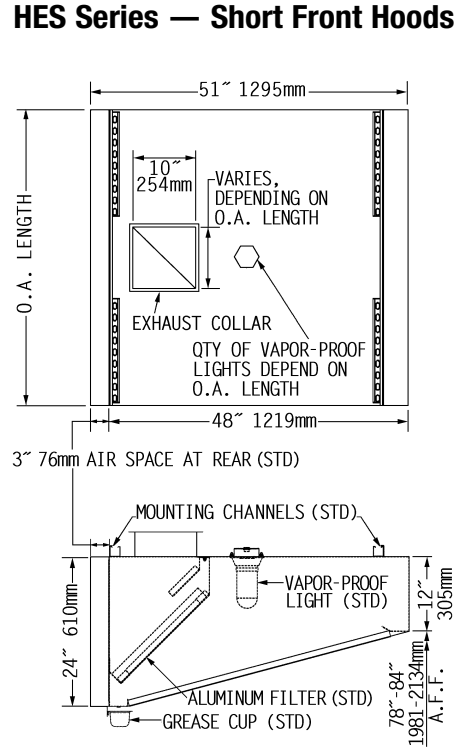 HES Series — Short Front Hoods
51˝ 1295mm
10˝
254mm
VARIES,
DEPENDING ON
O.A. LENGTH
O.A. LENGTH
EXHAUST COLLAR
QTY OF VAPOR-PROOF
LIGHTS DEPEND ON
O.A. LENGTH
48˝ 1219mm
3˝ 76mm AIR SPACE AT REAR (STD)
MOUNTING CHANNELS (STD)
VAPOR-PROOF
LIGHT (STD)
12˝
305mm
24˝ 610mm
78˝-84˝
1981-2134mm
A.F.F.
ALUMINUM FILTER (STD)
GREASE CUP (STD)